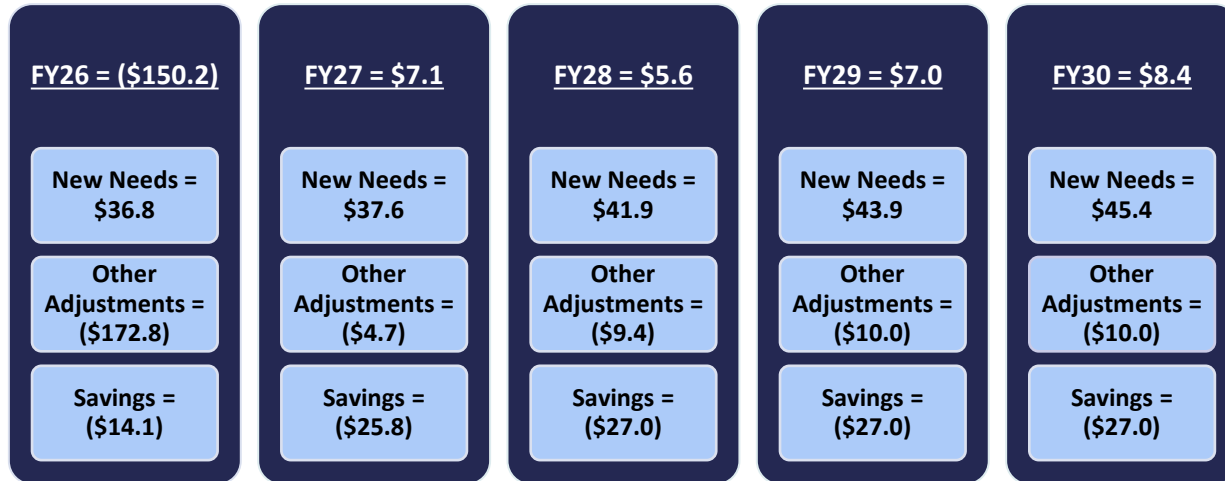 FY26 = ($150.2)
New Needs =
$36.8
Other
Adjustments =
($172.8)
Savings =
($14.1)
FY27 = $7.1
New Needs =
$37.6
Other
Adjustments =
($4.7)
Savings =
($25.8)
FY28 = $5.6
New Needs =
$41.9
Other
Adjustments =
($9.4)
Savings =
($27.0)
FY29 = $7.0
New Needs =
$43.9
Other
Adjustments =
($10.0)
Savings =
($27.0)
FY30 = $8.4
New Needs =
$45.4
Other
Adjustments =
($10.0)
Savings =
($27.0)